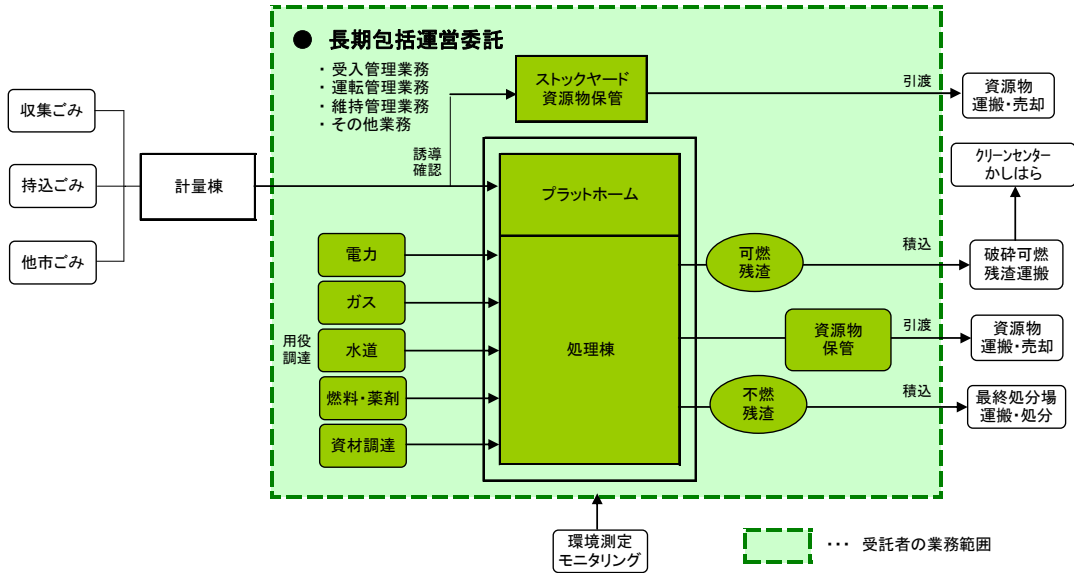 ● 長期包括運営委託
・ 受入管理業務
・ 運転管理業務
・ 維持管理業務
・ その他業務
収集ごみ
持込ごみ
他市ごみ
計量棟
誘導
確認
ストックヤード
資源物保管
引渡
資源物
運搬・売却
プラットホーム
処理棟
用役
調達
電力
ガス
水道
燃料・薬剤
資材調達
可燃
残渣
積込
破砕可燃
残渣運搬
クリーンセンター
かしはら
資源物
保管
引渡
資源物
運搬・売却
不燃
残渣
積込
最終処分場
運搬・処分
環境測定
モニタリング
･･･ 受託者の業務範囲